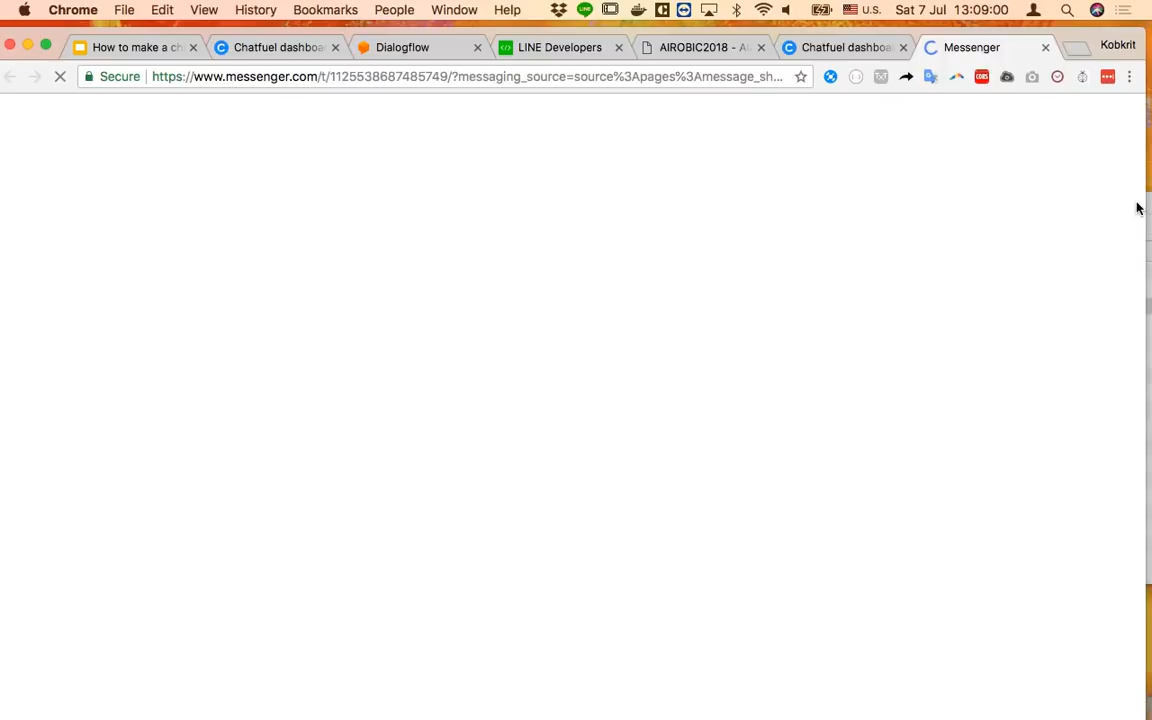 Chrome File Edit View History Bookmarks People Window Help U.S. Sat 7 Jul 13:09:00
How to make a ch Chatfuel dashboa Dialogflow LINE Developers AIROBIC2018 - Chatfuel dashboa Messenger Kobkrit
Secure https://www.messenger.com/t/1125538687485749/?messaging_source=source%3Apages%3Amessage_sh...